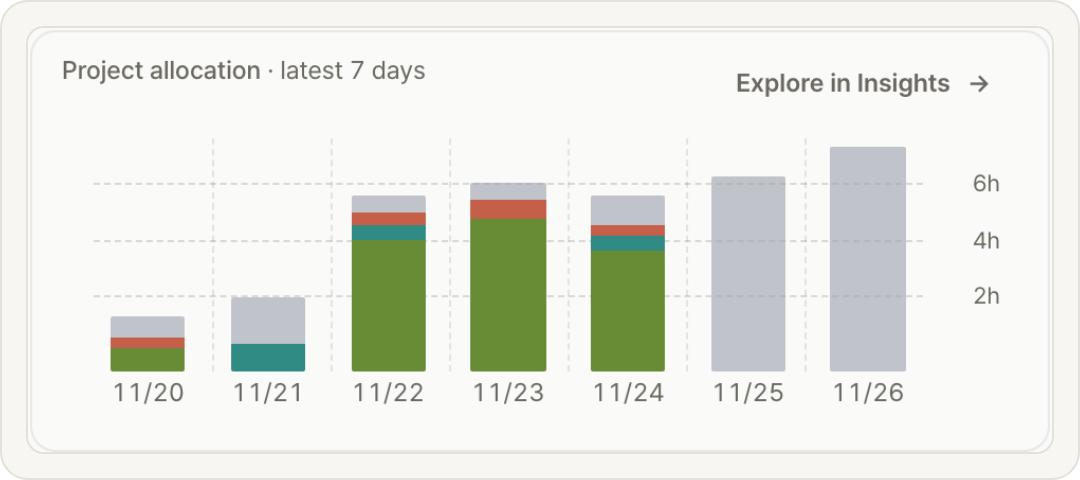 Project allocation · latest 7 days
Explore in Insights →
6h
4h
2h
11/20 11/21 11/22 11/23 11/24 11/25 11/26